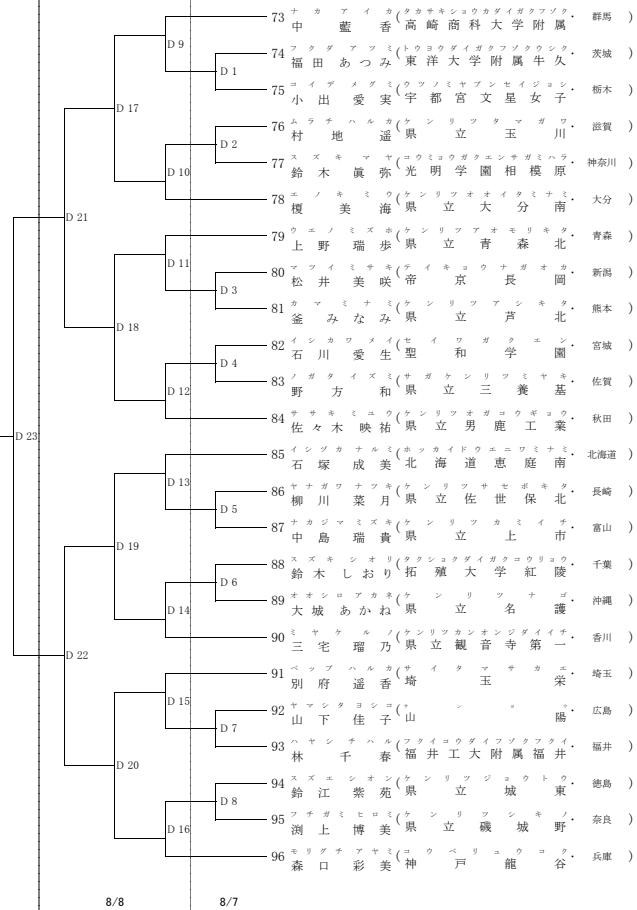 73 ナカアイカ 中藍香 (タカサキショウカダイガクフゾク 高崎商科大学附属・群馬)
D 9
74 フクダアツミ 福田あつみ (トウヨウダイガクフゾクウシク 東洋大学附属牛久・茨城)
D 1
75 コイデメグミ 小出愛実 (ウツノミヤブンセイジョシ 宇都宮文星女子・栃木)
D 17
76 ムラチハルカ 村地遥 (ケンリツタマガワ 県立玉川・滋賀)
D 2
77 スズキマヤ 鈴木眞弥 (コウミョウガクエンサガミハラ 光明学園相模原・神奈川)
D 10
78 エノキミウ 榎美海 (ケンリツオオイタミナミ 県立大分南・大分)
D 21
79 ウエノミズホ 上野瑞歩 (ケンリツアオモリキタ 県立青森北・青森)
D 11
80 マツイミサキ 松井美咲 (テイキョウナガオカ 帝京長岡・新潟)
D 3
81 カマミナミ 釜みなみ (ケンリツアシキタ 県立芦北・熊本)
D 18
82 イシカワメイ 石川愛生 (セイワガクエン 聖和学園・宮城)
D 4
83 ノガタイズミ 野方和 (サガケンリツミヤキ 県立三養基・佐賀)
D 12
84 ササキミユウ 佐々木映祐 (ケンリツオガコウギョウ 県立男鹿工業・秋田)
D 23
85 イシヅカナルミ 石塚成美 (ホッカイドウエニワミナミ 北海道恵庭南・北海道)
D 13
86 ヤナガワナツキ 柳川菜月 (ケンリツサセボキタ 県立佐世保北・長崎)
D 5
87 ナカジマミズキ 中島瑞貴 (ケンリツカミイチ 県立上市・富山)
D 19
88 スズキシオリ 鈴木しおり (タクショクダイガクコウリョウ 拓殖大学紅陵・千葉)
D 6
89 オオシロアカネ 大城あかね (ケンリツナゴ 県立名護・沖縄)
D 14
90 ミヤケルノ 三宅瑠乃 (ケンリツカンオンジダイイチ 県立観音寺第一・香川)
D 22
91 ベップハルカ 別府遥香 (サイタマサカエ 埼玉栄・埼玉)
D 15
92 ヤマシタヨシコ 山下佳子 (山陽・広島)
D 7
93 ハヤシチハル 林千春 (フクイコウダイフゾクフクイ 福井工大附属福井・福井)
D 20
94 スズエシオン 鈴江紫苑 (ケンリツジョウトウ 県立城東・徳島)
D 8
95 フチガミヒロミ 渕上博美 (ケンリツシキノ 県立磯城野・奈良)
D 16
96 モリグチアヤミ 森口彩美 (コウベリュウコク 神戸龍谷・兵庫)
8/8 8/7